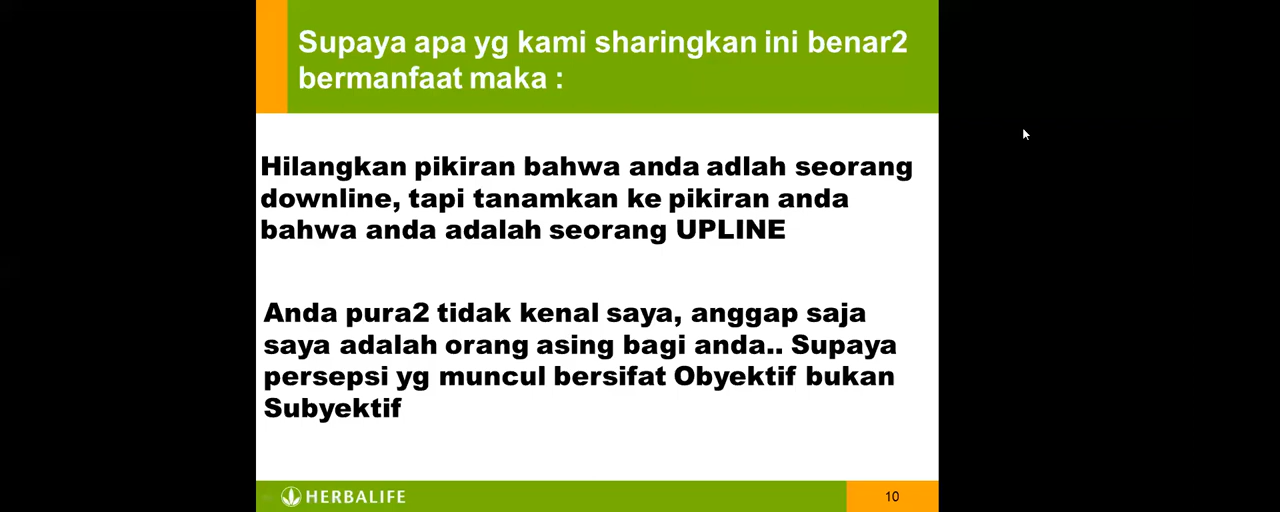 Supaya apa yg kami sharingkan ini benar2
bermanfaat maka :
Hilangkan pikiran bahwa anda adlah seorang
downline, tapi tanamkan ke pikiran anda
bahwa anda adalah seorang UPLINE
Anda pura2 tidak kenal saya, anggap saja
saya adalah orang asing bagi anda.. Supaya
persepsi yg muncul bersifat Obyektif bukan
Subyektif
HERBALIFE
10